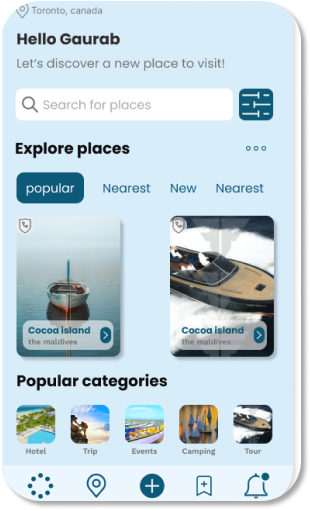 Toronto, canada
Hello Gaurab
Let's discover a new place to visit!
Search for places
Explore places
popular Nearest New Nearest
Cocoa island Cocoa island
the maldives the maldives
Popular categories
Hotel Trip Events Camping Tour